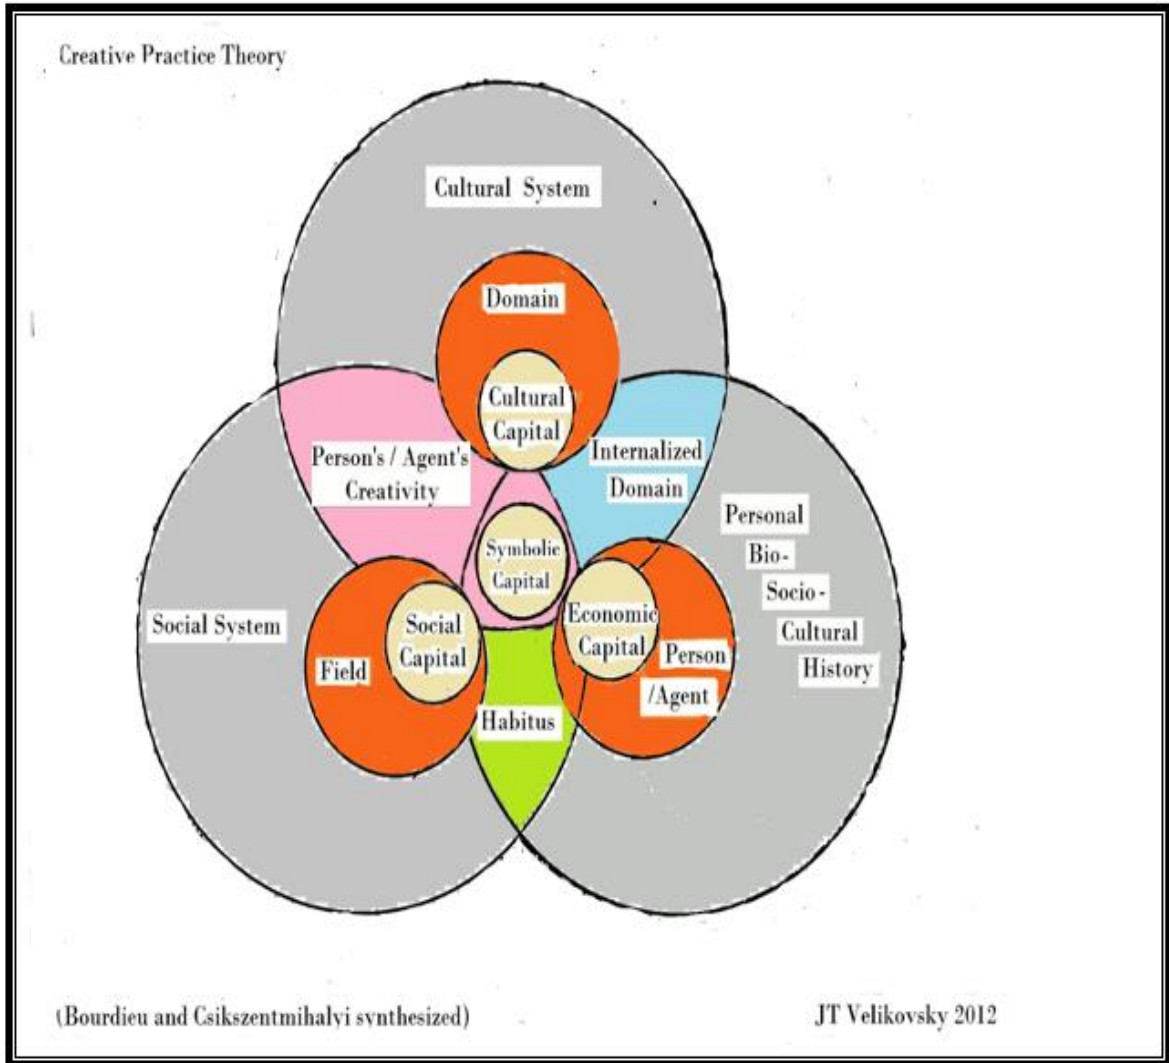 Creative Practice Theory
Cultural System
Domain
Cultural
Capital
Person's / Agent's
Creativity
Internalized
Domain
Symbolic
Capital
Personal
Bio-
Socio-
Cultural
History
Social System
Field
Social
Capital
Economic
Capital
Person
/Agent
Habitus
(Bourdieu and Csikszentmihalyi synthesized)
JT Velikovsky 2012